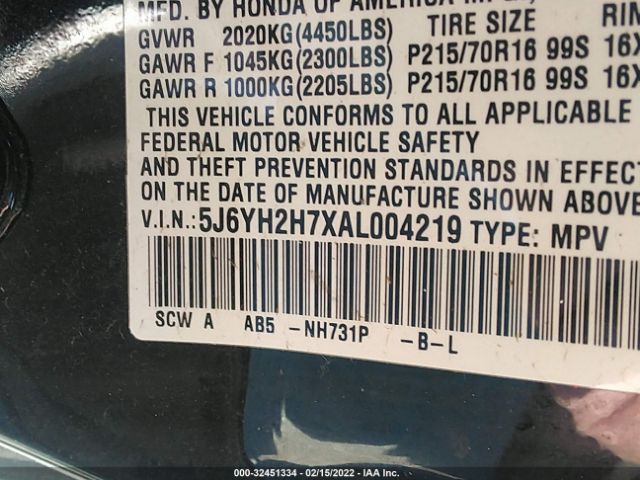 MFD. BY HONDA OF AMERICA
GVWR 2020KG(4450LBS) TIRE SIZE RIM
GAWR F 1045KG(2300LBS) P215/70R16 99S 16X
GAWR R 1000KG(2205LBS) P215/70R16 99S 16X
THIS VEHICLE CONFORMS TO ALL APPLICABLE
FEDERAL MOTOR VEHICLE SAFETY
AND THEFT PREVENTION STANDARDS IN EFFECT
ON THE DATE OF MANUFACTURE SHOWN ABOVE
V.I.N.: 5J6YH2H7XAL004219 TYPE: MPV
SCW A AB5 -NH731P -B-L
000-32451334 - 02/15/2022 - IAA Inc.